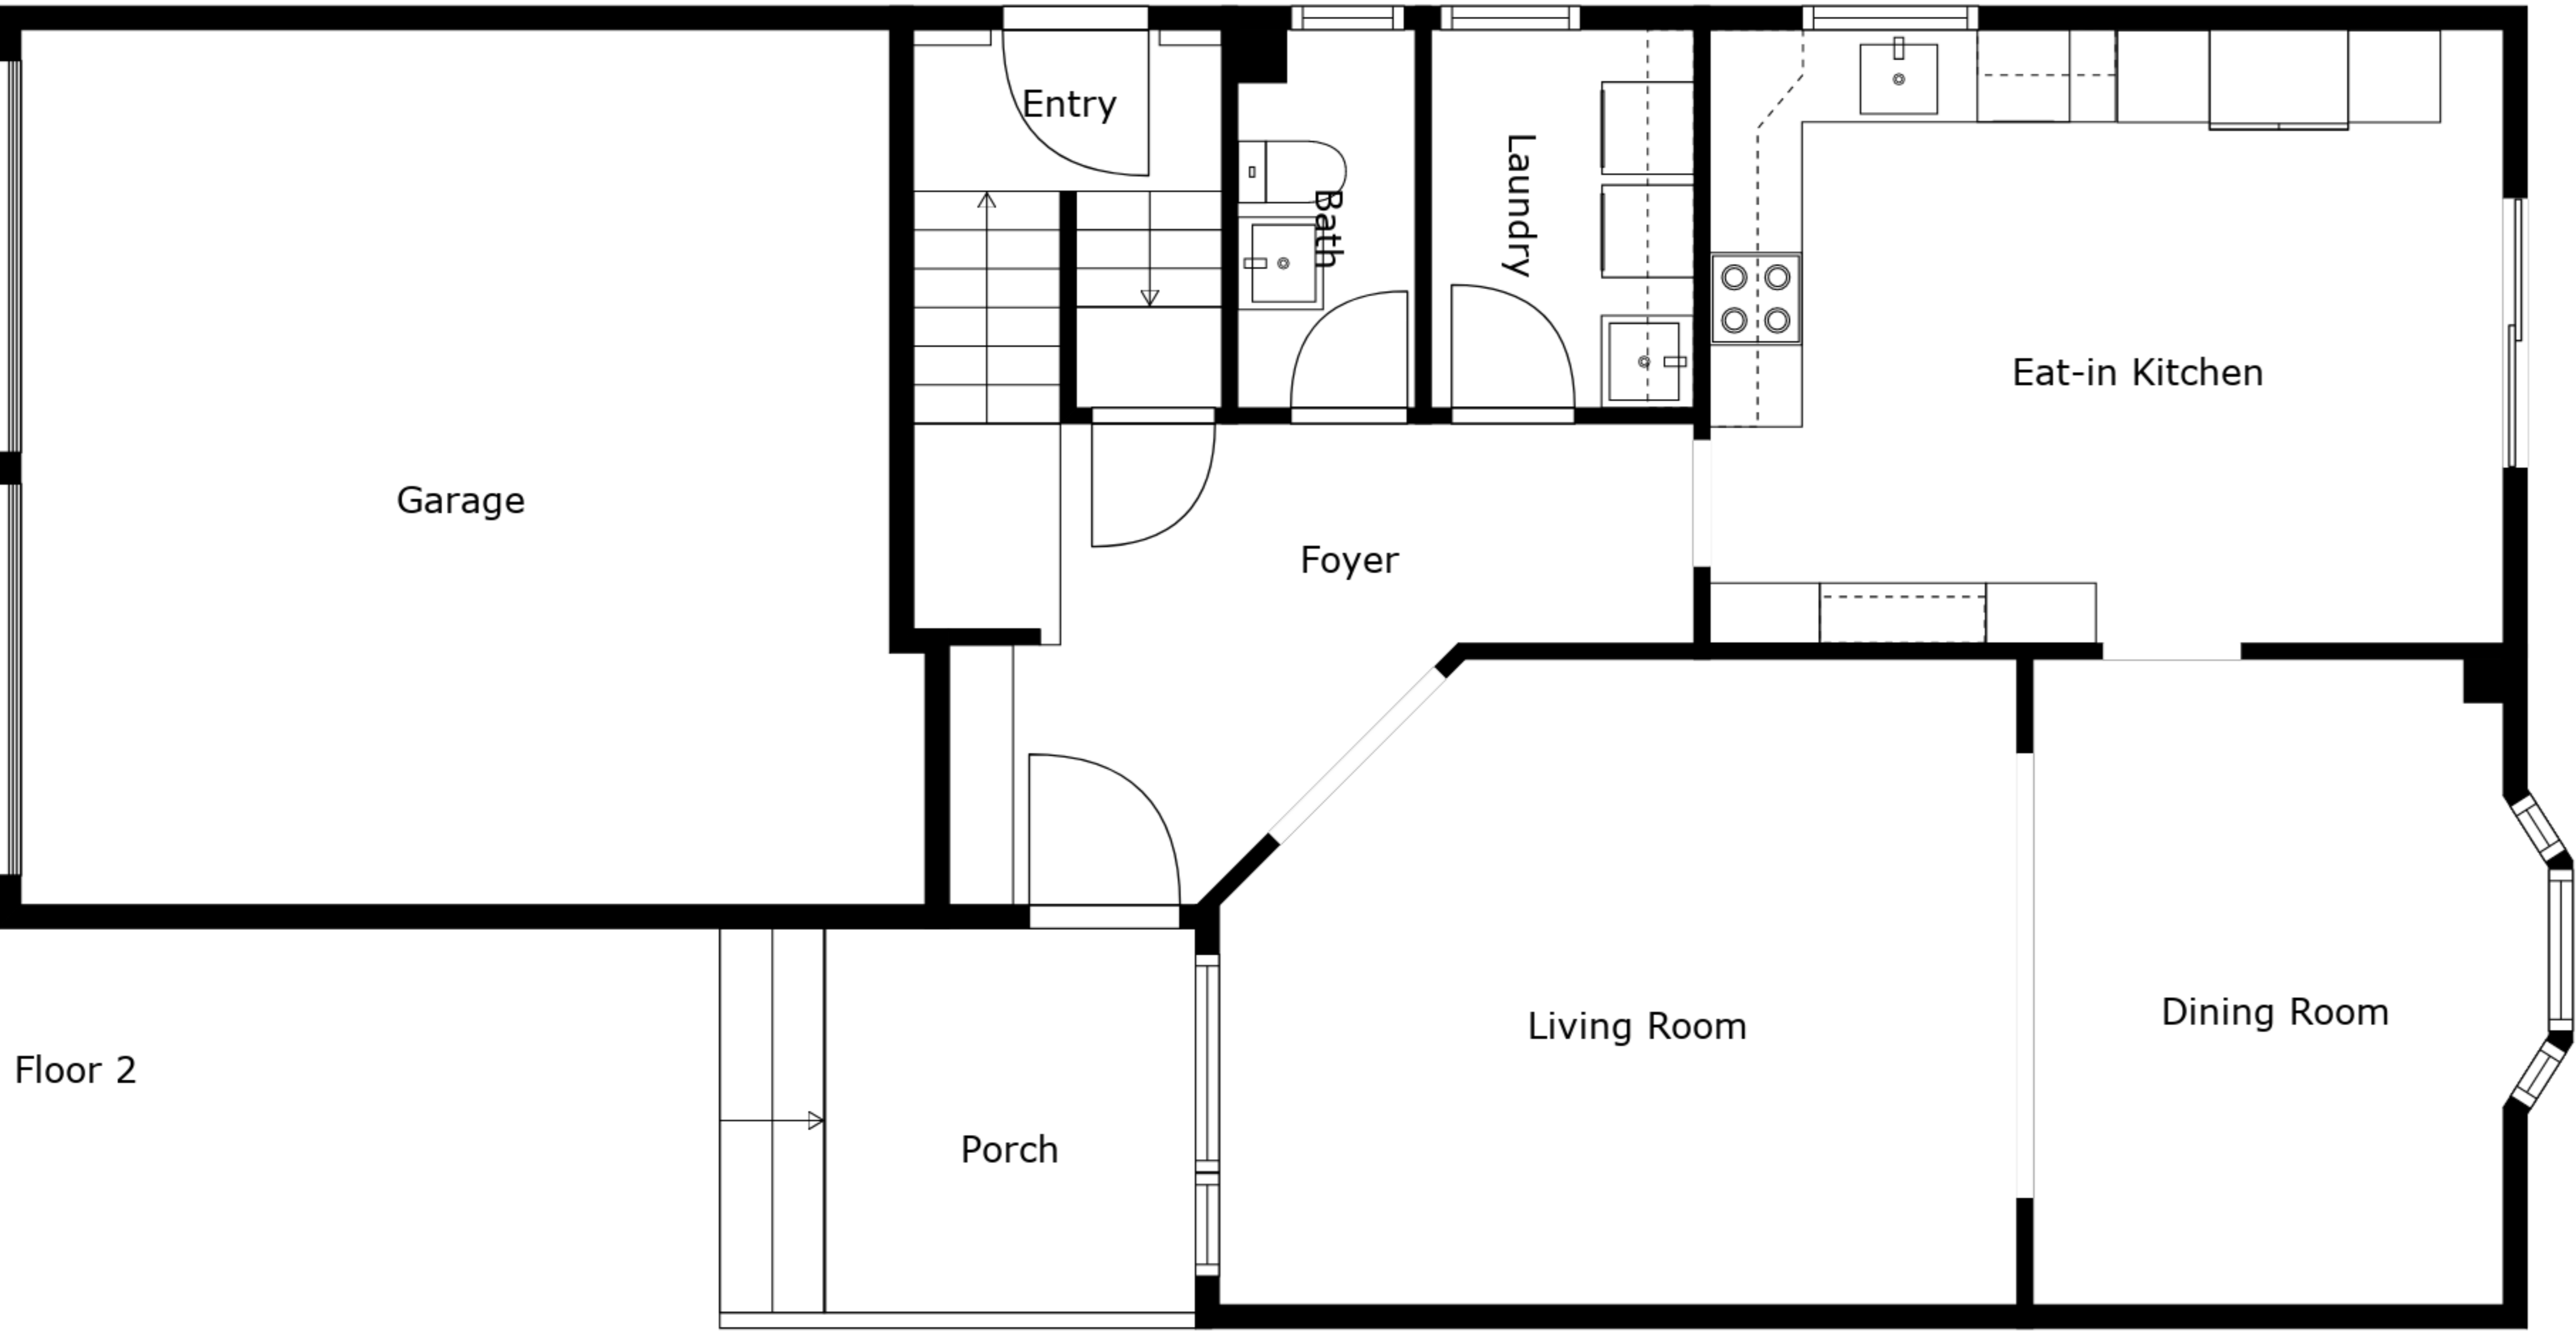 Entry
Bath
Laundry
Eat-in Kitchen
Garage
Foyer
Living Room
Dining Room
Floor 2
Porch